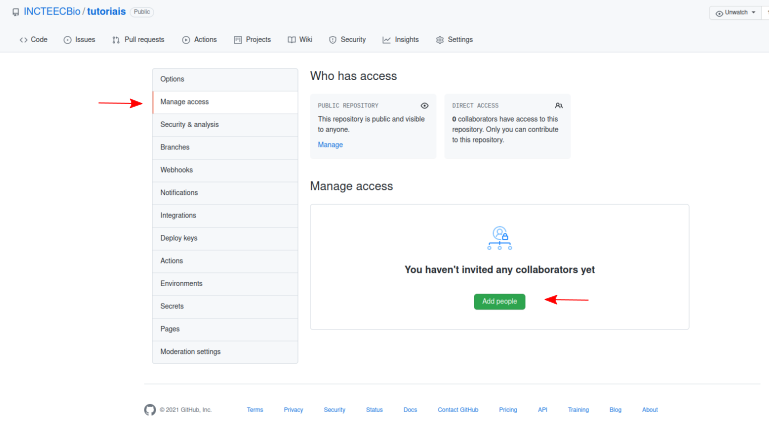 INCTEECBio / tutoriais Public
Unwatch
Code Issues Pull requests Actions Projects Wiki Security Insights Settings
Options
Manage access
Security & analysis
Branches
Webhooks
Notifications
Integrations
Deploy keys
Actions
Environments
Secrets
Pages
Moderation settings
Who has access
PUBLIC REPOSITORY
This repository is public and visible
to anyone.
Manage
DIRECT ACCESS
0 collaborators have access to this
repository. Only you can contribute
to this repository.
Manage access
You haven't invited any collaborators yet
Add people
© 2021 GitHub, Inc. Terms Privacy Security Status Docs Contact GitHub Pricing API Training Blog About